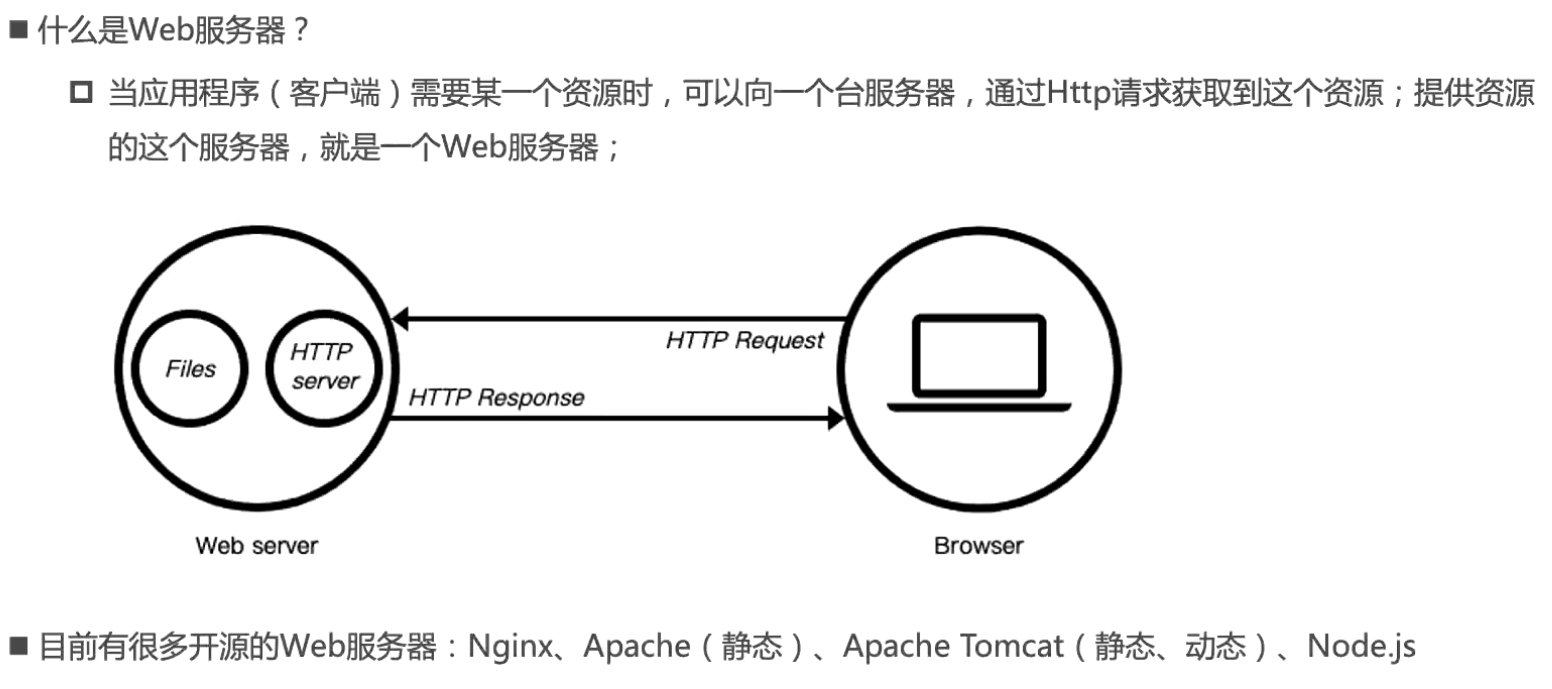 什么是Web服务器？
当应用程序（客户端）需要某一个资源时，可以向一个台服务器，通过Http请求获取到这个资源；提供资源
的这个服务器，就是一个Web服务器；
HTTP Request
Files
HTTP
server
HTTP Response
Web server
Browser
目前有很多开源的Web服务器：Nginx、Apache（静态）、Apache Tomcat（静态、动态）、Node.js